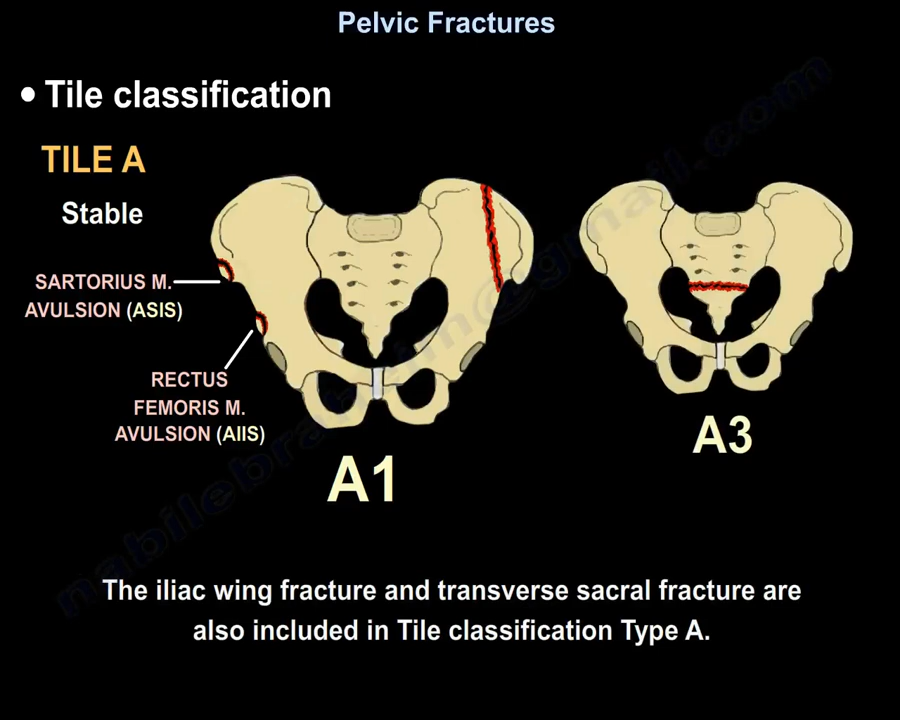 Pelvic Fractures
• Tile classification
TILE A
Stable
SARTORIUS M.
AVULSION (ASIS)
RECTUS
FEMORIS M.
AVULSION (AIIS)
A1
A3
The iliac wing fracture and transverse sacral fracture are
also included in Tile classification Type A.